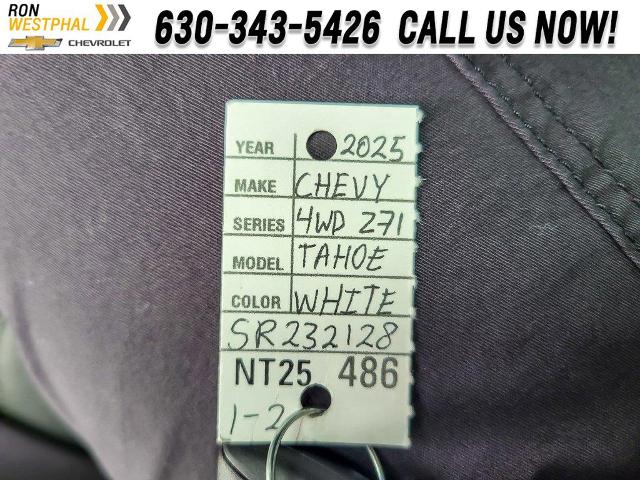 RON
WESTPHAL
CHEVROLET
630-343-5426 CALL US NOW!
YEAR 2025
MAKE CHEVY
SERIES 4WD Z71
MODEL TAHOE
COLOR WHITE
SR232128
NT25 486
1-2